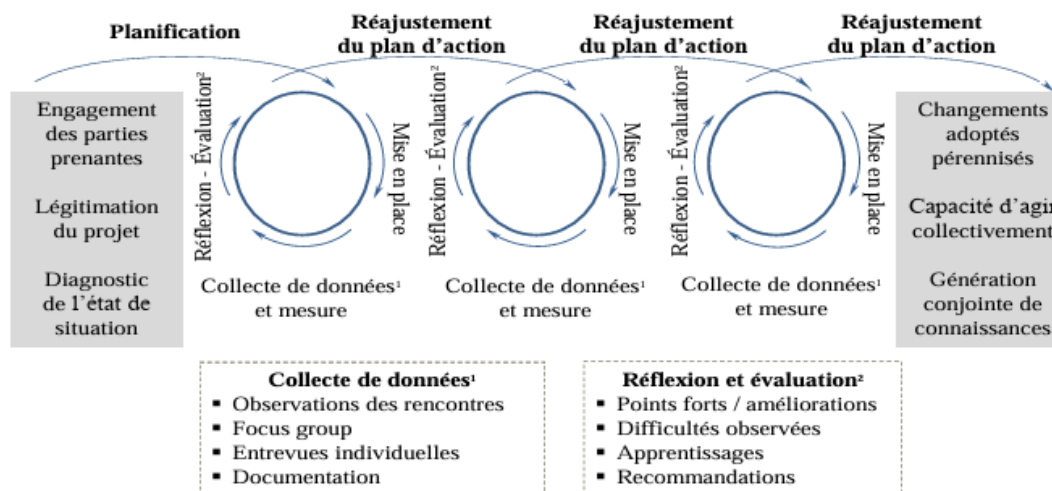 Planification
Réajustement
du plan d’action
Réajustement
du plan d’action
Réajustement
du plan d’action
Engagement
des parties
prenantes
Légitimation
du projet
Diagnostic
de l’état de
situation
Réflexion - Évaluation²
Mise en place
Collecte de données¹
et mesure
Réflexion - Évaluation²
Mise en place
Collecte de données¹
et mesure
Réflexion - Évaluation²
Mise en place
Collecte de données¹
et mesure
Changements
adoptés
pérennisés
Capacité d’agir
collectivement
Génération
conjointe de
connaissances
Collecte de données¹
▪ Observations des rencontres
▪ Focus group
▪ Entrevues individuelles
▪ Documentation
Réflexion et évaluation²
▪ Points forts / améliorations
▪ Difficultés observées
▪ Apprentissages
▪ Recommandations